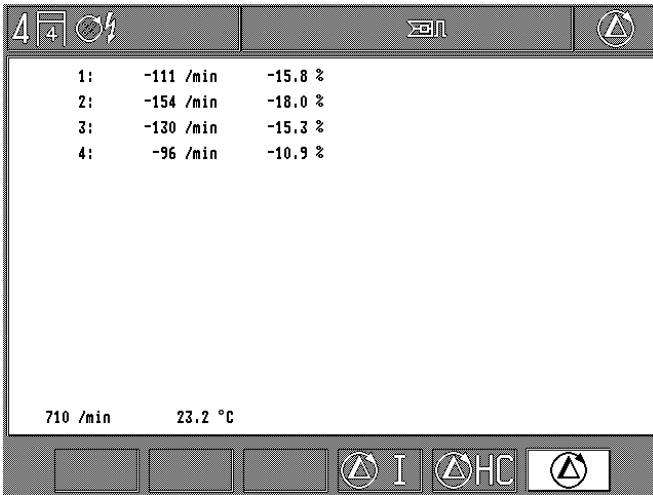 4 4
1: -111 /min -15.8 %
2: -154 /min -18.0 %
3: -130 /min -15.3 %
4: -96 /min -10.9 %
710 /min 23.2 °C
I HC